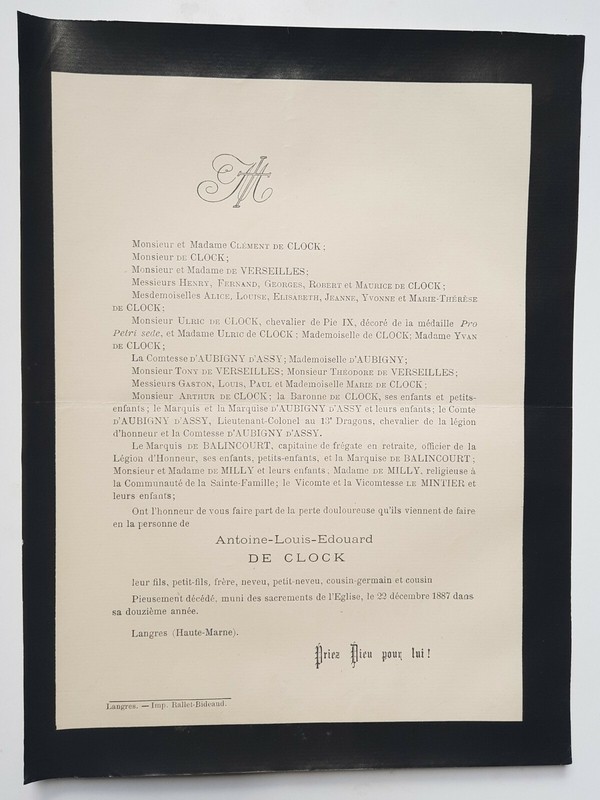 Monsieur et Madame CLÉMENT DE CLOCK;
Monsieur DE CLOCK;
Monsieur et Madame DE VERSEILLES;
Messieurs HENRY, FERNAND, GEORGES, ROBERT et MAURICE DE CLOCK;
Mesdemoiselles ALICE, LOUISE, ELISABETH, JEANNE, YVONNE et MARIE-THÉRÈSE
DE CLOCK;
Monsieur ULRIC DE CLOCK, chevalier de Pie IX, décoré de la médaille Pro
Petri sede, et Madame ULRIC DE CLOCK; Mademoiselle DE CLOCK; Madame YVAN
DE CLOCK;
La Comtesse D'AUBIGNY D'ASSY; Mademoiselle D'AUBIGNY;
Monsieur TONY DE VERSEILLES; Monsieur THÉODORE DE VERSEILLES;
Messieurs GASTON, LOUIS, PAUL et Mademoiselle MARIE DE CLOCK;
Monsieur ARTHUR DE CLOCK; la Baronne DE CLOCK, ses enfants et petits-
enfants; le Marquis et la Marquise D'AUBIGNY D'ASSY et leurs enfants; le Comte
D'AUBIGNY D'ASSY, Lieutenant-Colonel au 13e Dragons, chevalier de la légion
d'honneur et la Comtesse D'AUBIGNY D'ASSY.
Le Marquis DE BALINCOURT, capitaine de frégate en retraite, officier de la
Légion d'Honneur, ses enfants, petits-enfants, et la Marquise DE BALINCOURT;
Monsieur et Madame DE MILLY et leurs enfants, Madame DE MILLY, religieuse à
la Communauté de la Sainte-Famille; le Vicomte et la Vicomtesse LE MINTIER et
leurs enfants;
Ont l'honneur de vous faire part de la perte douloureuse qu'ils viennent de faire
en la personne de
Antoine-Louis-Edouard
DE CLOCK
leur fils, petit-fils, frère, neveu, petit-neveu, cousin-germain et cousin
Pieusement décédé, muni des sacrements de l'Eglise, le 22 décembre 1887 dans
sa douzième année.
Langres (Haute-Marne).
Priez Dieu pour lui!
Langres. — Imp. Rallet-Bideaud.